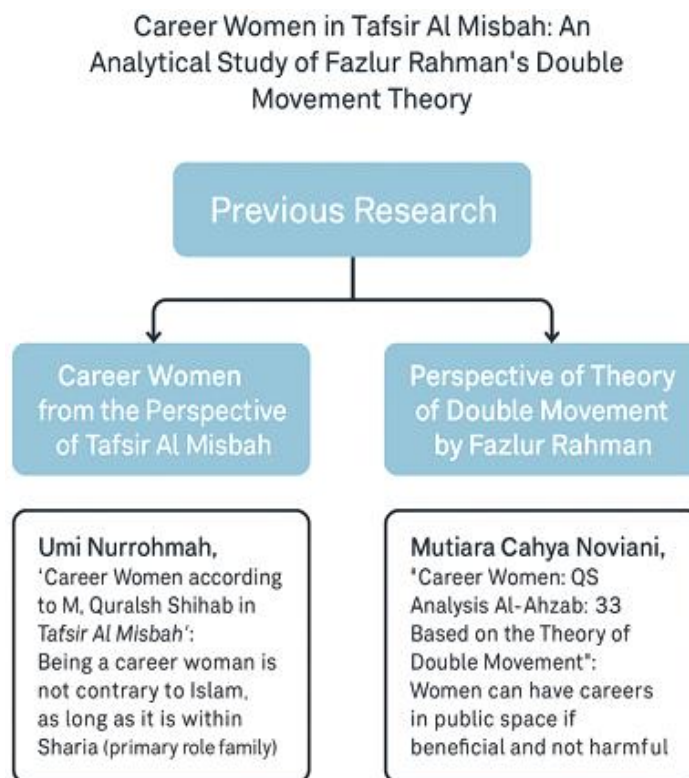 Career Women in Tafsir Al Misbah: An
Analytical Study of Fazlur Rahman's Double
Movement Theory
Previous Research
Career Women
from the Perspective
of Tafsir Al Misbah
Perspective of Theory
of Double Movement
by Fazlur Rahman
Umi Nurrohmah,
‘Career Women according
to M, Quralsh Shihab in
Tafsir Al Misbah‘:
Being a career woman is
not contrary to Islam,
as long as it is within
Sharia (primary role family)
Mutiara Cahya Noviani,
"Career Women: QS
Analysis Al-Ahzab: 33
Based on the Theory of
Double Movement":
Women can have careers
in public space if
beneficial and not harmful